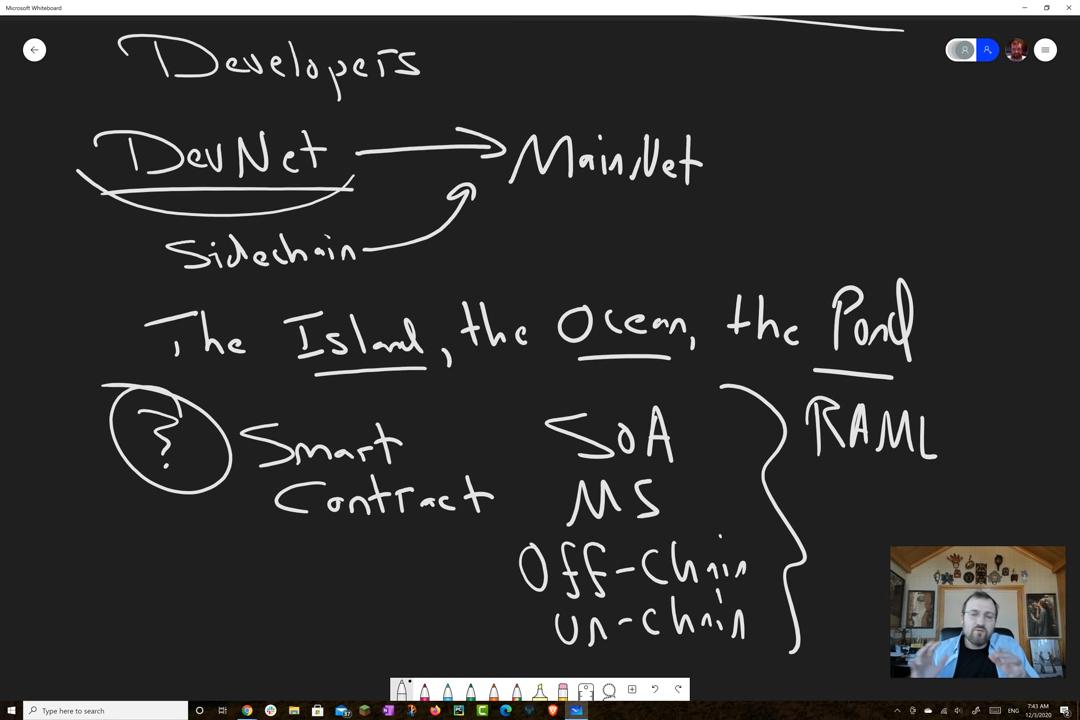 Microsoft Whiteboard
Developers
DevNet
MainNet
Sidechain
The Island, the Ocean, the Pond
?
Smart
Contract
SOA
MS
Off-Chain
on-chain
RAML
Type here to search
37
ENG
7:43 AM
12/3/2020